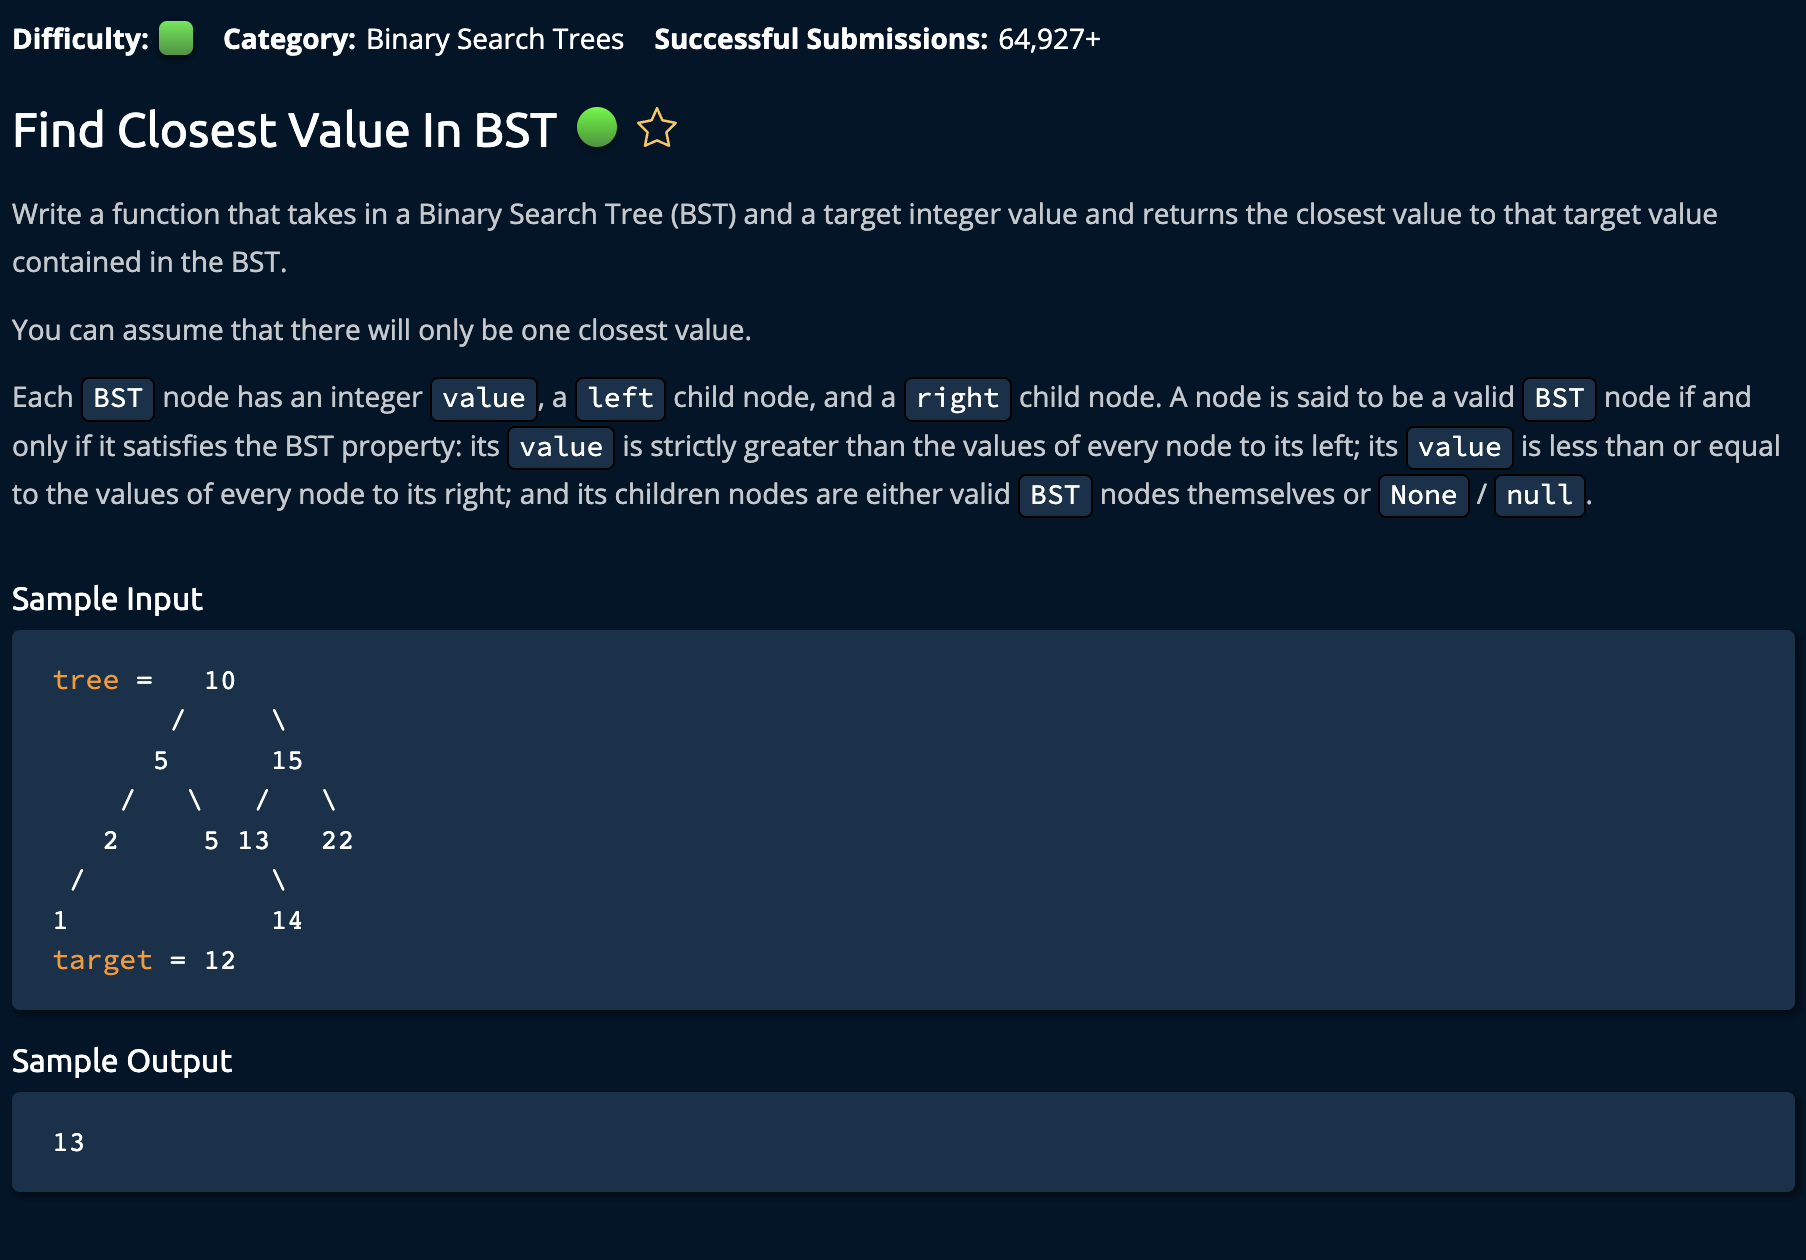 Difficulty: Category: Binary Search Trees Successful Submissions: 64,927+
Find Closest Value In BST
Write a function that takes in a Binary Search Tree (BST) and a target integer value and returns the closest value to that target value
contained in the BST.
You can assume that there will only be one closest value.
Each BST node has an integer value, a left child node, and a right child node. A node is said to be a valid BST node if and
only if it satisfies the BST property: its value is strictly greater than the values of every node to its left; its value is less than or equal
to the values of every node to its right; and its children nodes are either valid BST nodes themselves or None / null.
Sample Input
tree =   10
       /     \
      5      15
    /   \   /   \
   2     5 13   22
 /           \
1            14
target = 12
Sample Output
13